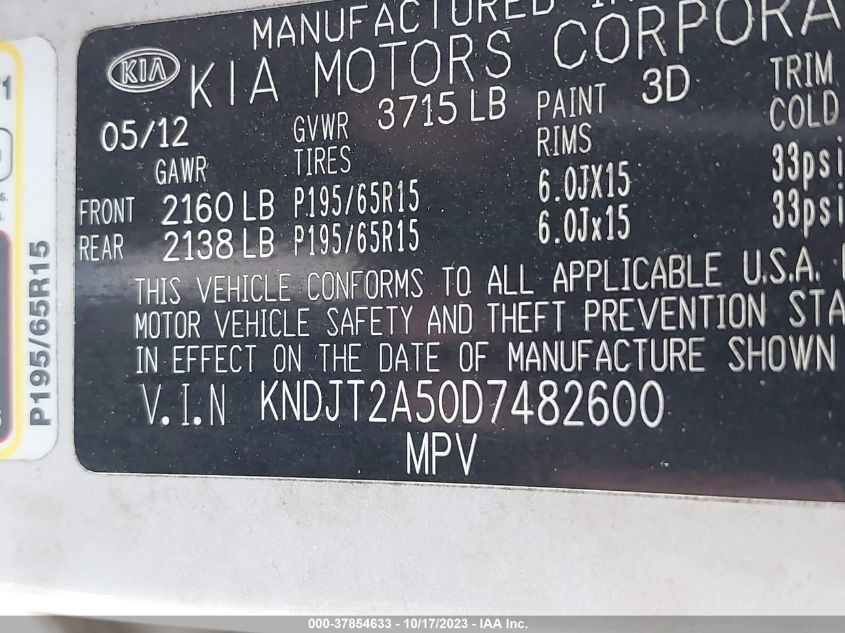 MANUFACTURED
KIA KIA MOTORS
05/12 GVWR 3715 LB PAINT 3D TRIM
GAWR TIRES RIMS COLD
FRONT 2160 LB P195/65R15 6.0JX15 33psi
REAR 2138 LB P195/65R15 6.0Jx15 33psi
THIS VEHICLE CONFORMS TO ALL APPLICABLE U.S.A.
MOTOR VEHICLE SAFETY AND THEFT PREVENTION
IN EFFECT ON THE DATE OF MANUFACTURE SHOWN
V.I.N KNDJT2A50D7482600
MPV
P195/65R15
000-37854633 - 10/17/2023 - IAA Inc.